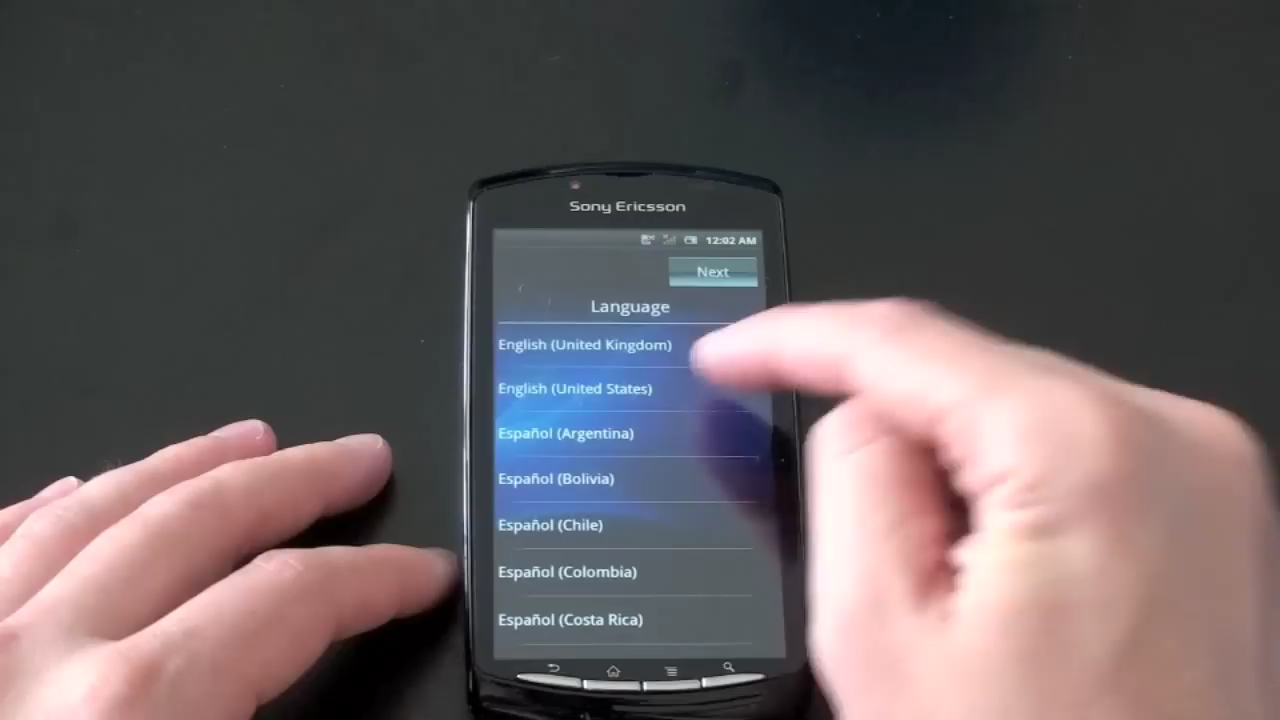 Sony Ericsson
12:02 AM
Next
Language
English (United Kingdom)
English (United States)
Español (Argentina)
Español (Bolivia)
Español (Chile)
Español (Colombia)
Español (Costa Rica)